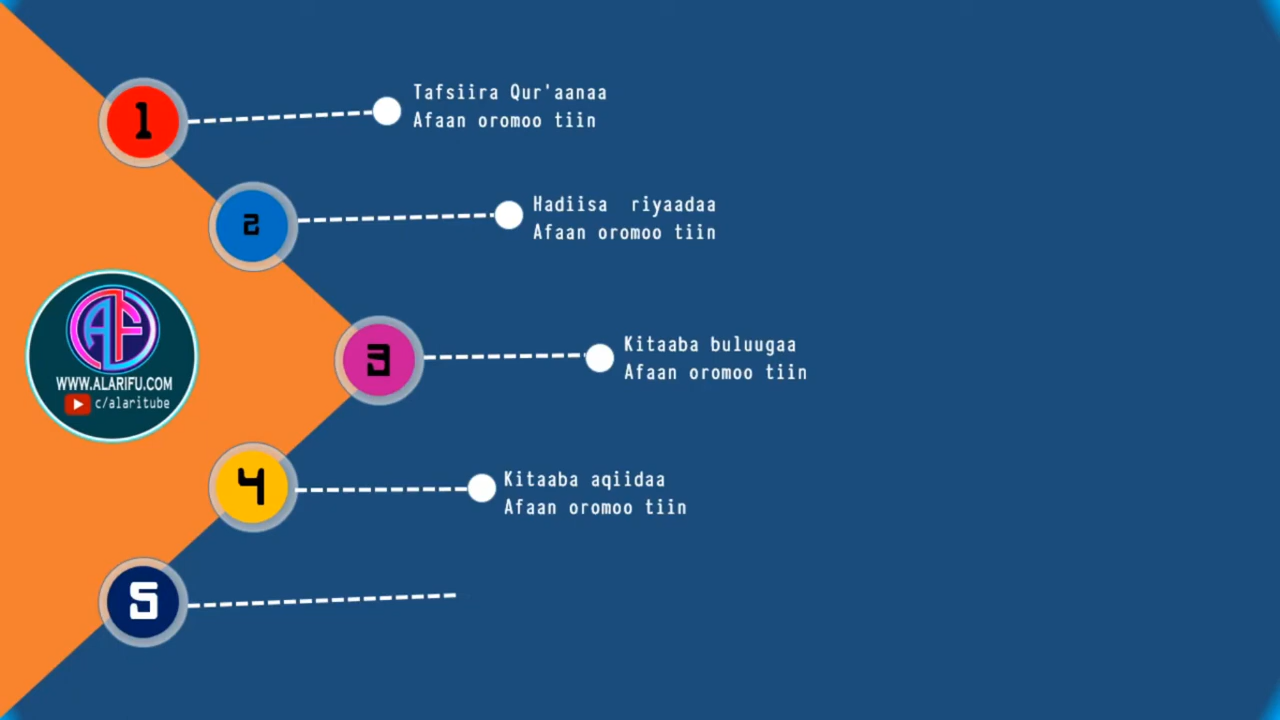 1
Tafsiira Qur'aanaa
Afaan oromoo tiin
2
Hadiisa riyaadaa
Afaan oromoo tiin
3
Kitaaba buluugaa
Afaan oromoo tiin
AF
WWW.ALARIFU.COM
c/alaritube
4
Kitaaba aqiidaa
Afaan oromoo tiin
5